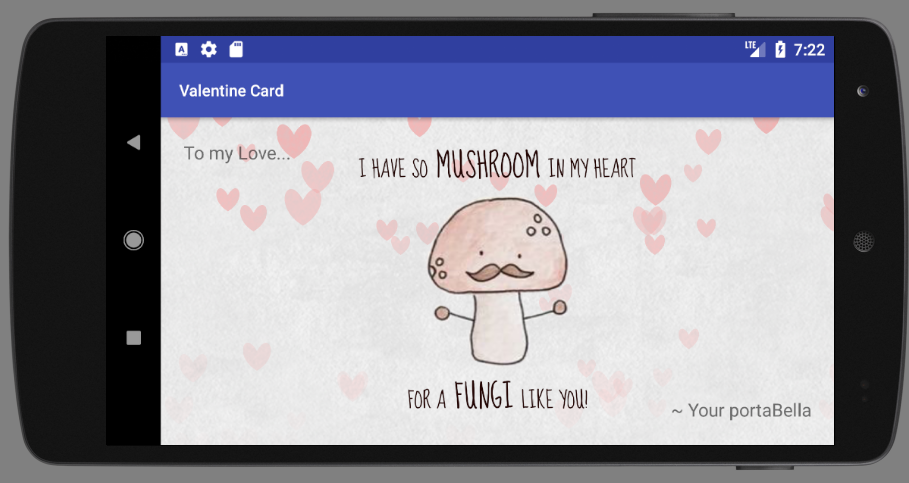 LTE 7:22
Valentine Card
To my Love...
I HAVE SO MUSHROOM IN MY HEART
FOR A FUNGI LIKE YOU!
~ Your portaBella